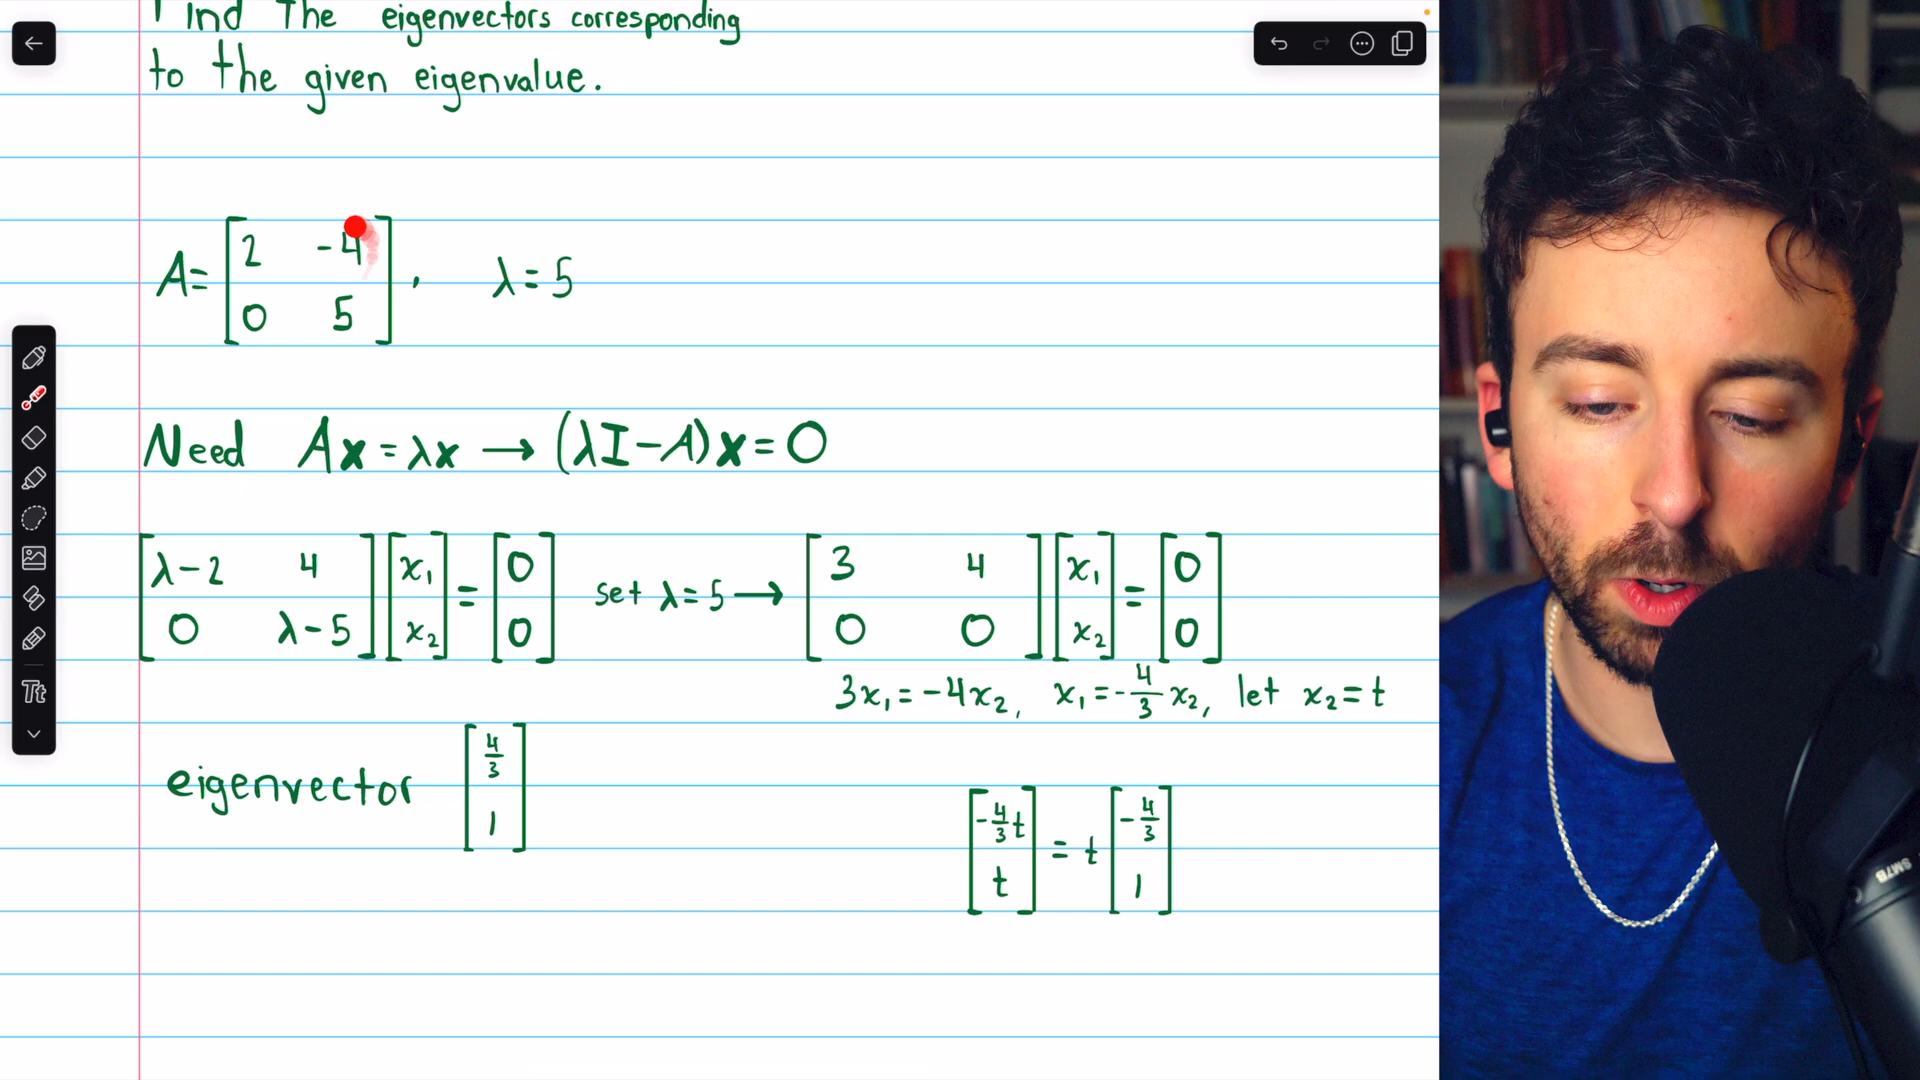 Find the eigenvectors corresponding
to the given eigenvalue.
A = [2 -4
0 5], λ = 5
Need Ax = λx → (λI - A)x = 0
[λ-2 4
0 λ-5] [x₁
x₂] = [0
0] set λ = 5 → [3 4
0 0] [x₁
x₂] = [0
0]
3x₁ = -4x₂, x₁ = -4/3 x₂, let x₂ = t
eigenvector [4/3
1]
[-4/3 t
t] = t [-4/3
1]
Tt
SM7B